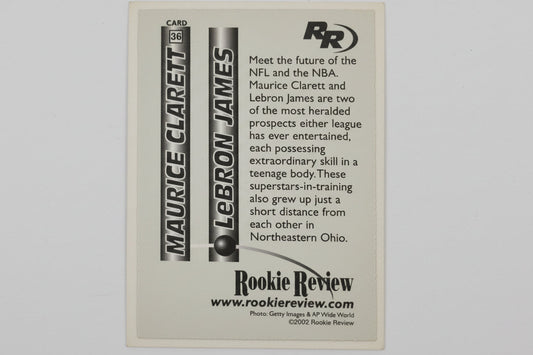 CARD
36
MAURICE CLARETT
LeBRON JAMES
RR
Meet the future of the
NFL and the NBA.
Maurice Clarett and
Lebron James are two
of the most heralded
prospects either league
has ever entertained,
each possessing
extraordinary skill in a
teenage body. These
superstars-in-training
also grew up just a
short distance from
each other in
Northeastern Ohio.
Rookie Review
www.rookiereview.com
Photo: Getty Images & AP Wide World
©2002 Rookie Review